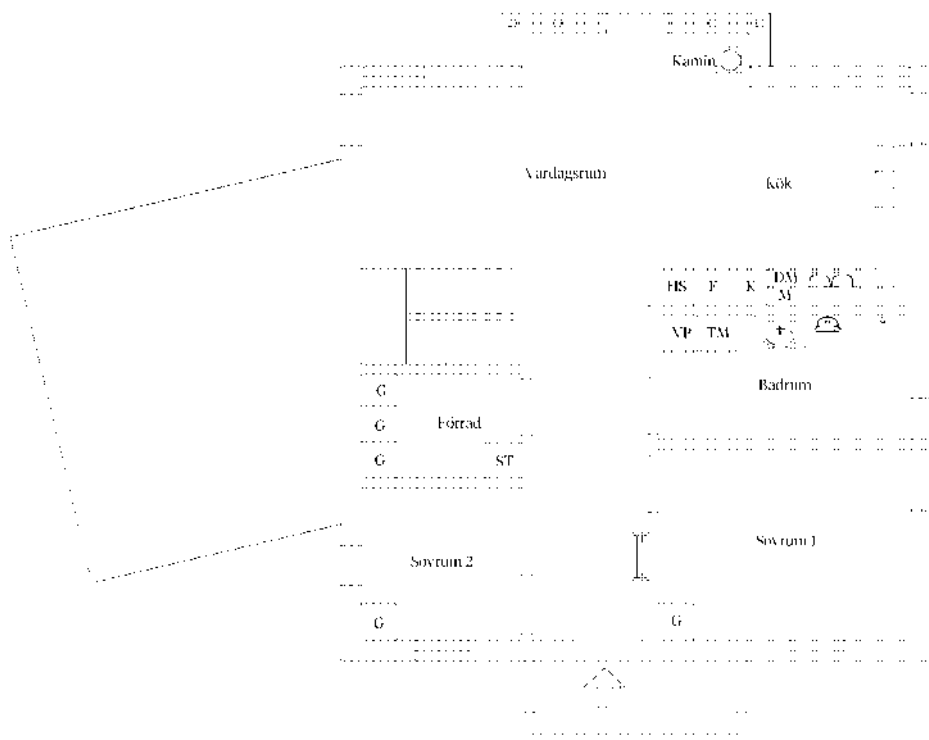 Kamin
Vardagsrum
Kök
HS F K DM
M
VP TM
Badrum
G
G Förråd
G ST
Sovrum 2
Sovrum 1
G
G